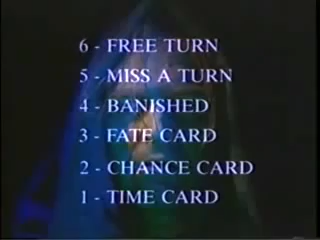 6 - FREE TURN
5 - MISS A TURN
4 - BANISHED
3 - FATE CARD
2 - CHANCE CARD
1 - TIME CARD